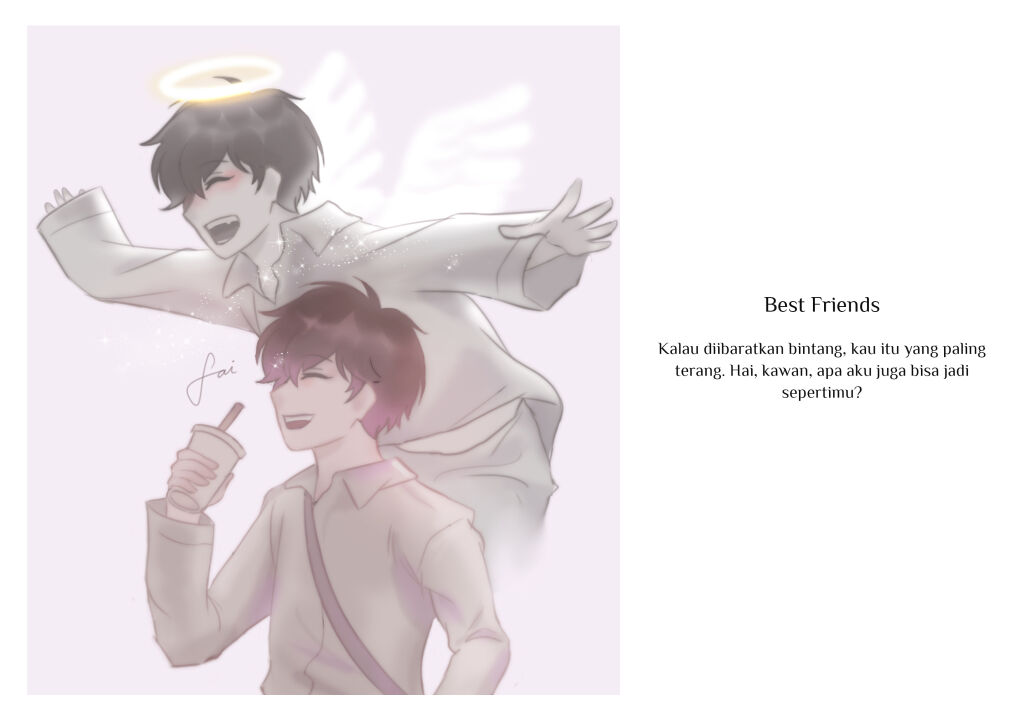 fai
Best Friends
Kalau diibaratkan bintang, kau itu yang paling
terang. Hai, kawan, apa aku juga bisa jadi
sepertimu?